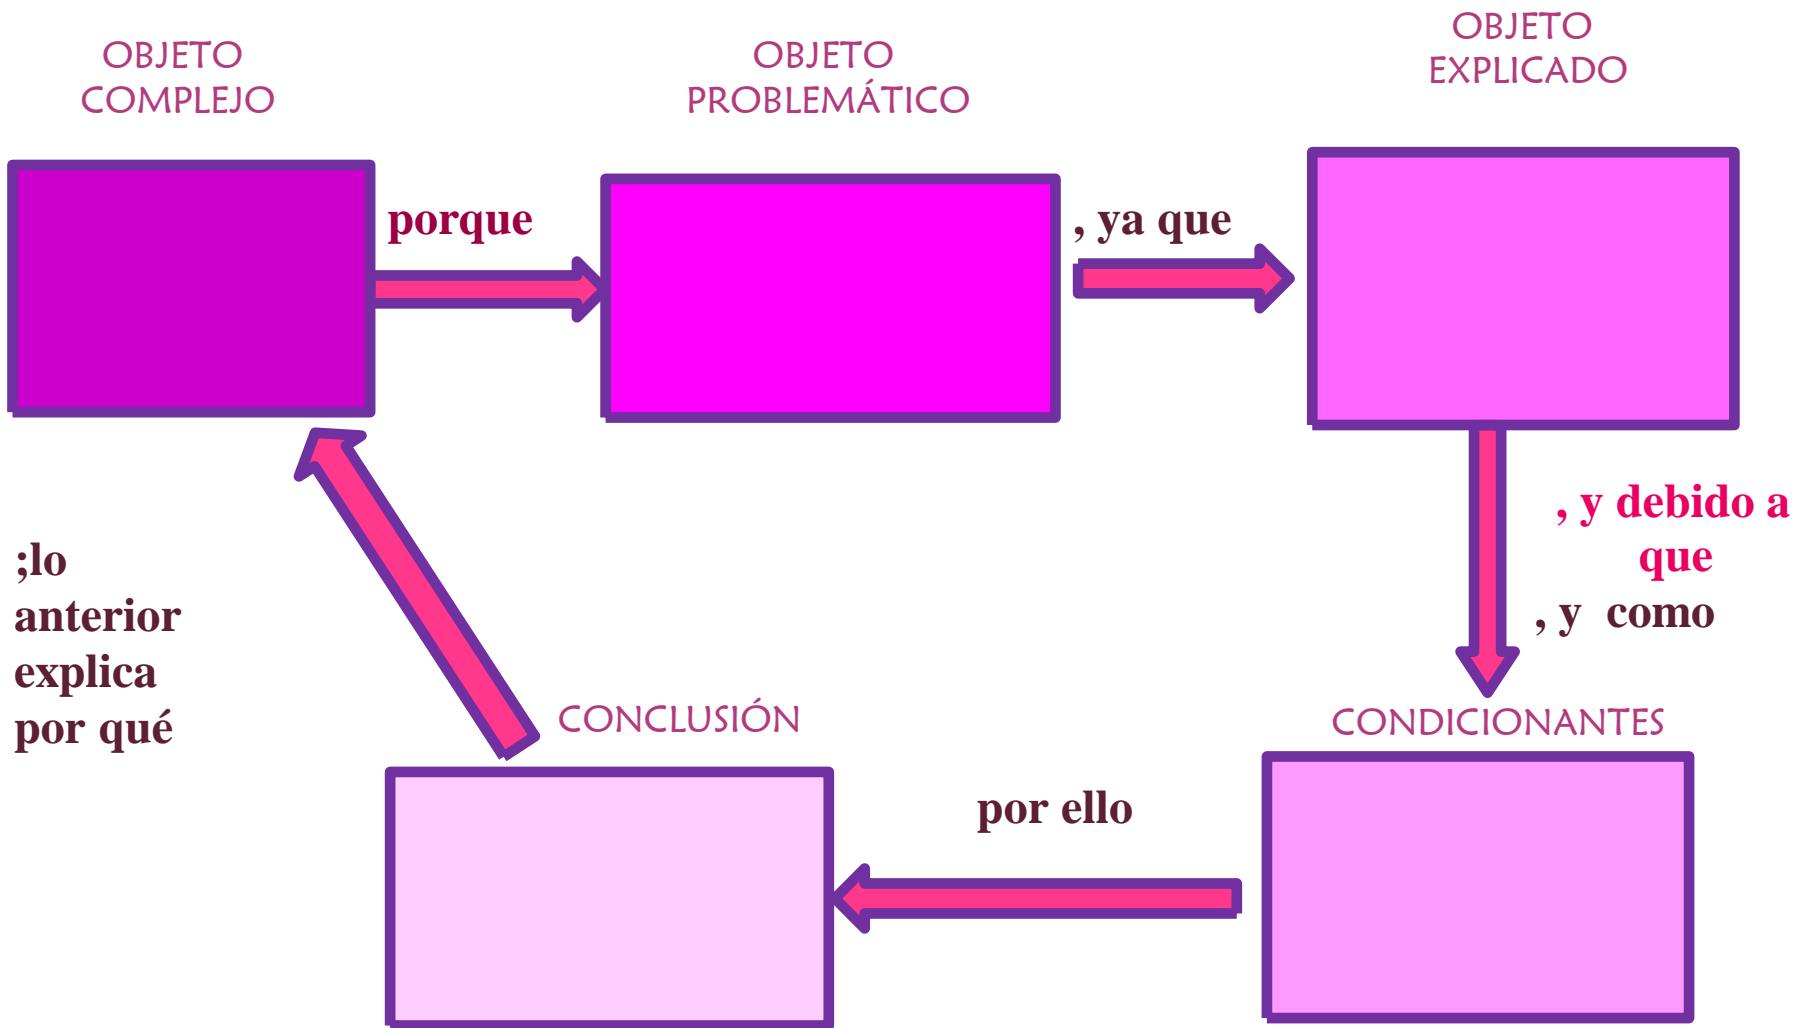 OBJETO
COMPLEJO
OBJETO
PROBLEMÁTICO
OBJETO
EXPLICADO
porque
, ya que
, y debido a
que
, y como
;lo
anterior
explica
por qué
CONCLUSIÓN
CONDICIONANTES
por ello